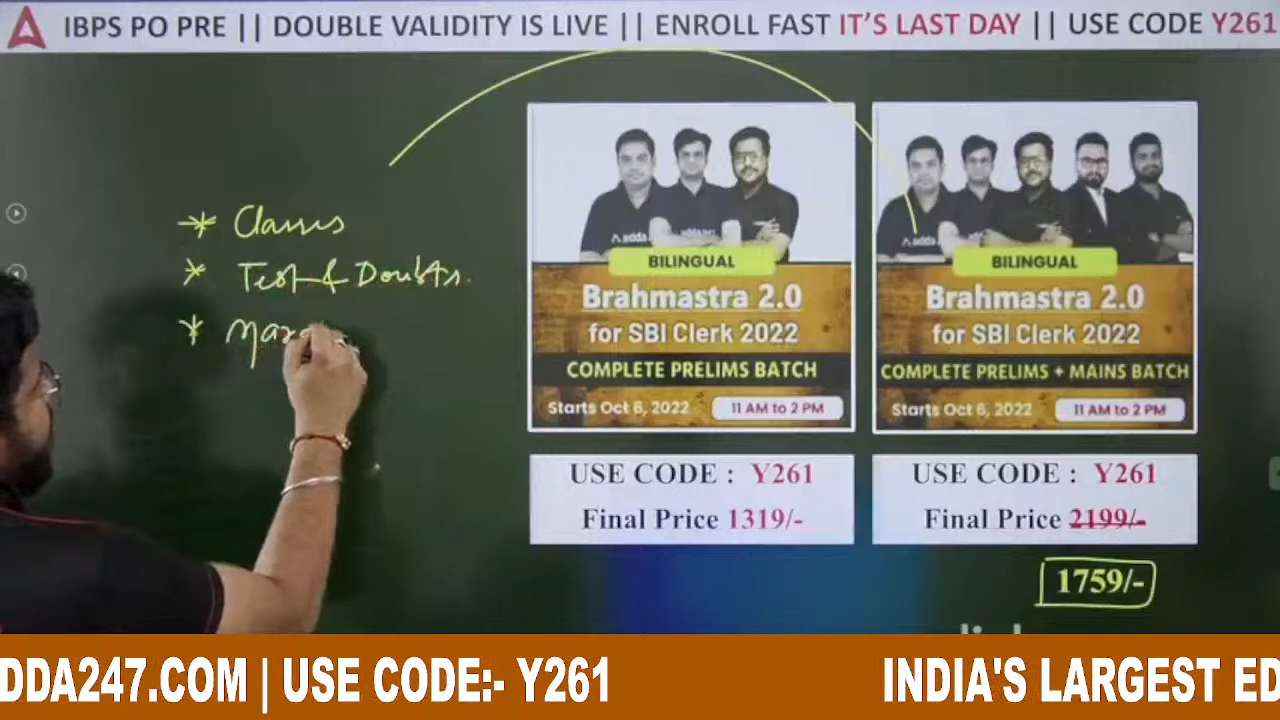 IBPS PO PRE || DOUBLE VALIDITY IS LIVE || ENROLL FAST IT'S LAST DAY || USE CODE Y261
* Classes
* Test & Doubts.
BILINGUAL
Brahmastra 2.0
for SBI Clerk 2022
COMPLETE PRELIMS BATCH
Starts Oct 6, 2022 11 AM to 2 PM
USE CODE : Y261
Final Price 1319/-
BILINGUAL
Brahmastra 2.0
for SBI Clerk 2022
COMPLETE PRELIMS + MAINS BATCH
Starts Oct 6, 2022 11 AM to 2 PM
USE CODE : Y261
Final Price 2199/-
1759/-
DDA247.COM | USE CODE:- Y261 INDIA'S LARGEST ED